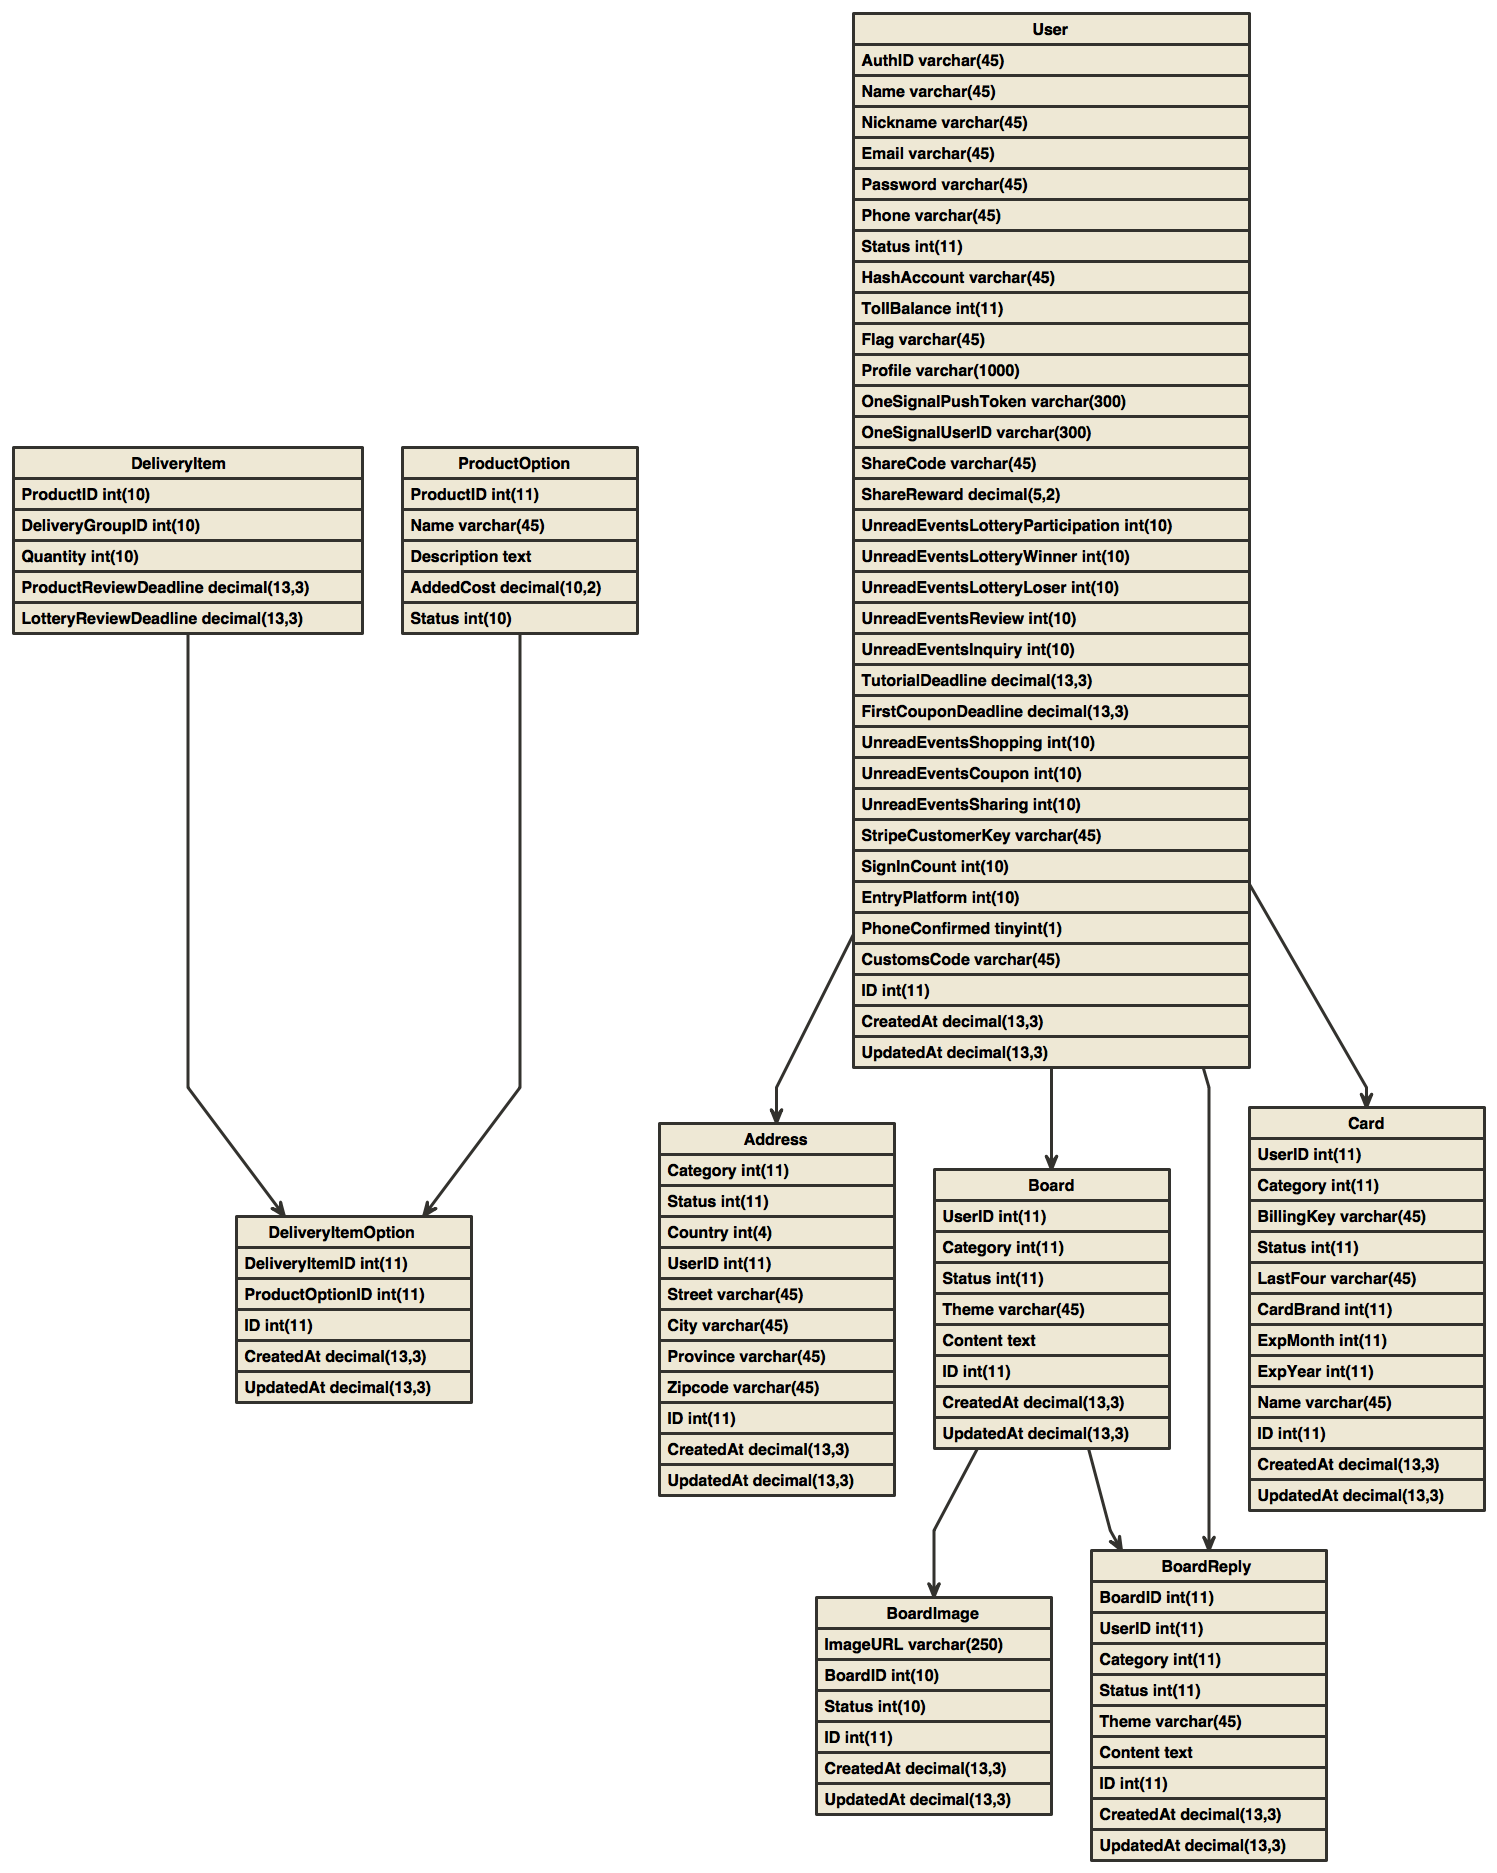 User
AuthID varchar(45)
Name varchar(45)
Nickname varchar(45)
Email varchar(45)
Password varchar(45)
Phone varchar(45)
Status int(11)
HashAccount varchar(45)
TollBalance int(11)
Flag varchar(45)
Profile varchar(1000)
OneSignalPushToken varchar(300)
OneSignalUserID varchar(300)
ShareCode varchar(45)
ShareReward decimal(5,2)
UnreadEventsLotteryParticipation int(10)
UnreadEventsLotteryWinner int(10)
UnreadEventsLotteryLoser int(10)
UnreadEventsReview int(10)
UnreadEventsInquiry int(10)
TutorialDeadline decimal(13,3)
FirstCouponDeadline decimal(13,3)
UnreadEventsShopping int(10)
UnreadEventsCoupon int(10)
UnreadEventsSharing int(10)
StripeCustomerKey varchar(45)
SignInCount int(10)
EntryPlatform int(10)
PhoneConfirmed tinyint(1)
CustomsCode varchar(45)
ID int(11)
CreatedAt decimal(13,3)
UpdatedAt decimal(13,3)
DeliveryItem
ProductID int(10)
DeliveryGroupID int(10)
Quantity int(10)
ProductReviewDeadline decimal(13,3)
LotteryReviewDeadline decimal(13,3)
ProductOption
ProductID int(11)
Name varchar(45)
Description text
AddedCost decimal(10,2)
Status int(10)
DeliveryItemOption
DeliveryItemID int(11)
ProductOptionID int(11)
ID int(11)
CreatedAt decimal(13,3)
UpdatedAt decimal(13,3)
Address
Category int(11)
Status int(11)
Country int(4)
UserID int(11)
Street varchar(45)
City varchar(45)
Province varchar(45)
Zipcode varchar(45)
ID int(11)
CreatedAt decimal(13,3)
UpdatedAt decimal(13,3)
Board
UserID int(11)
Category int(11)
Status int(11)
Theme varchar(45)
Content text
ID int(11)
CreatedAt decimal(13,3)
UpdatedAt decimal(13,3)
Card
UserID int(11)
Category int(11)
BillingKey varchar(45)
Status int(11)
LastFour varchar(45)
CardBrand int(11)
ExpMonth int(11)
ExpYear int(11)
Name varchar(45)
ID int(11)
CreatedAt decimal(13,3)
UpdatedAt decimal(13,3)
BoardImage
ImageURL varchar(250)
BoardID int(10)
Status int(10)
ID int(11)
CreatedAt decimal(13,3)
UpdatedAt decimal(13,3)
BoardReply
BoardID int(11)
UserID int(11)
Category int(11)
Status int(11)
Theme varchar(45)
Content text
ID int(11)
CreatedAt decimal(13,3)
UpdatedAt decimal(13,3)